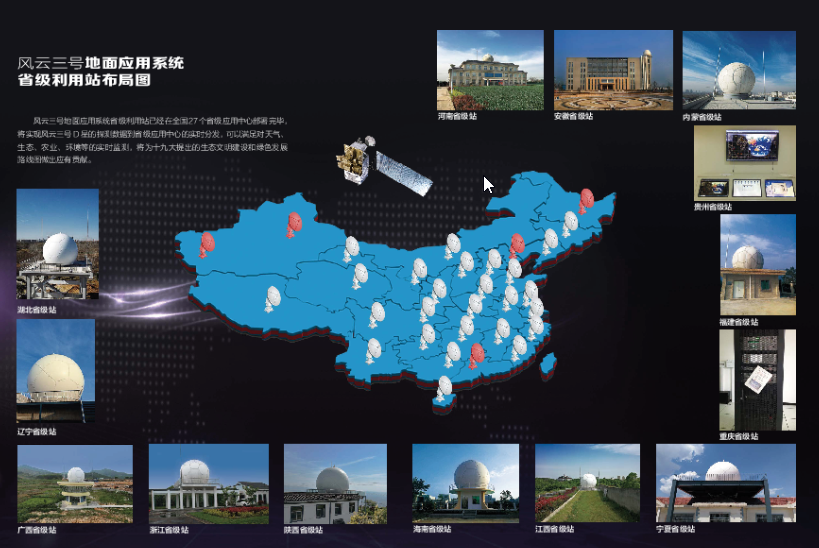 风云三号地面应用系统
省级利用站布局图
风云三号地面应用系统省级利用站已经在全国27个省级应用中心部署完毕，
将实现风云三号D星的探测数据到省级应用中心的实时分发，可以满足对天气、
生态、农业、环境等的实时监测，将为十九大提出的生态文明建设和绿色发展
路线图做出应有贡献。
河南省级站
安徽省级站
内蒙省级站
贵州省级站
湖北省级站
福建省级站
辽宁省级站
重庆省级站
广西省级站
浙江省级站
陕西省级站
海南省级站
江西省级站
宁夏省级站